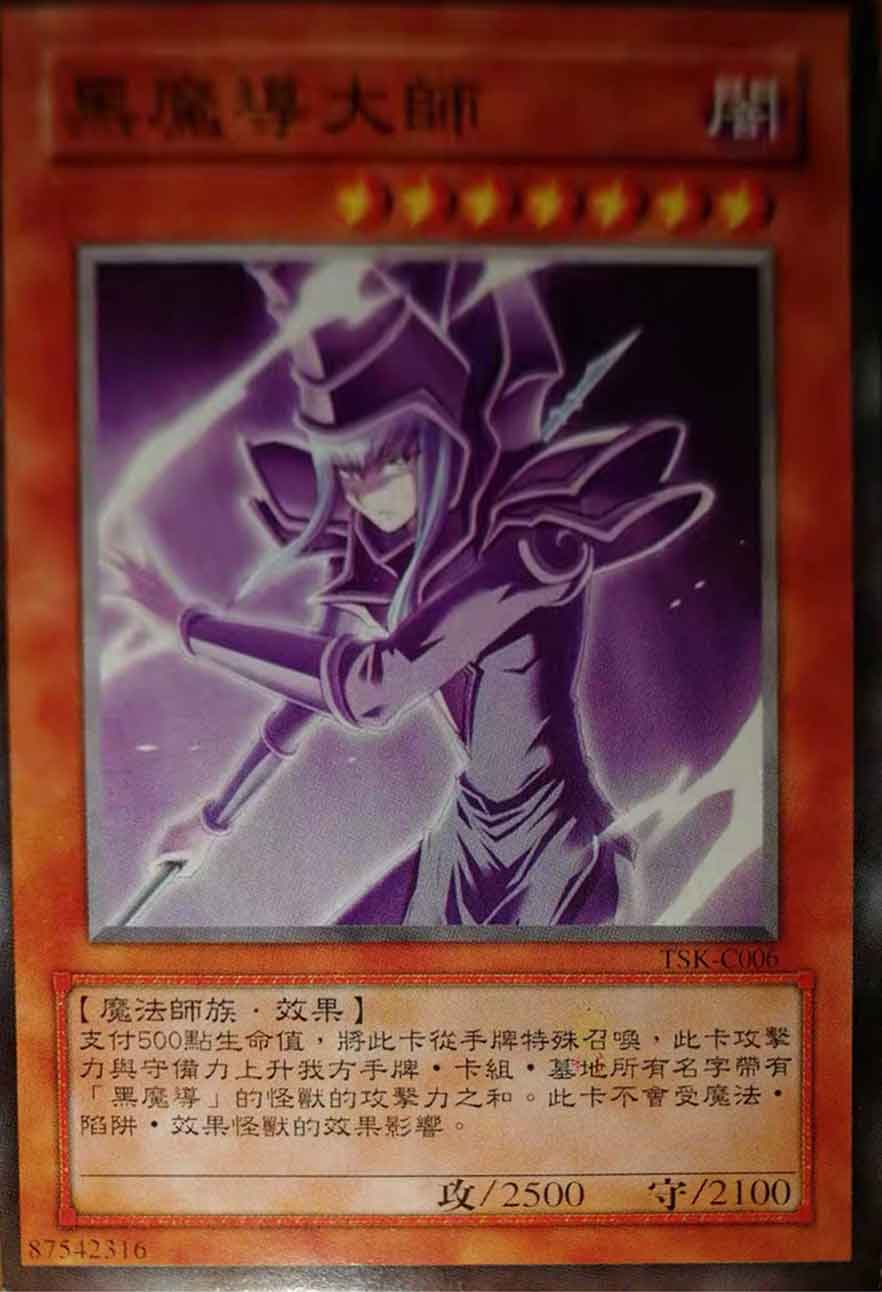 黑魔導大師 闇
TSK-C006
【魔法師族・效果】
支付500點生命值，將此卡從手牌特殊召喚，此卡攻擊
力與守備力上升我方手牌・卡組・墓地所有名字帶有
「黑魔導」的怪獸的攻擊力之和。此卡不會受魔法・
陷阱・效果怪獸的效果影響。
攻/2500 守/2100
87542316